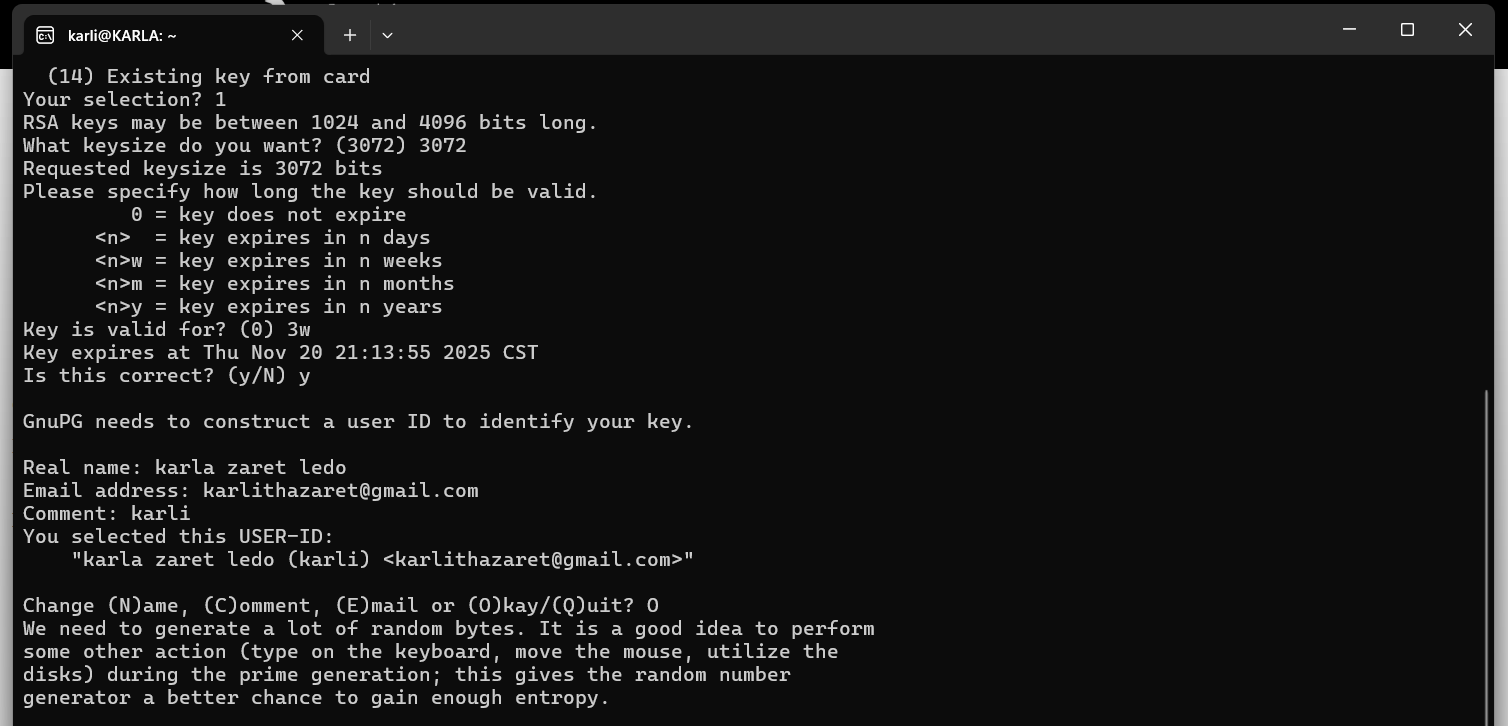 karli@KARLA: ~
(14) Existing key from card
Your selection? 1
RSA keys may be between 1024 and 4096 bits long.
What keysize do you want? (3072) 3072
Requested keysize is 3072 bits
Please specify how long the key should be valid.
0 = key does not expire
<n>  = key expires in n days
<n>w = key expires in n weeks
<n>m = key expires in n months
<n>y = key expires in n years
Key is valid for? (0) 3w
Key expires at Thu Nov 20 21:13:55 2025 CST
Is this correct? (y/N) y
GnuPG needs to construct a user ID to identify your key.
Real name: karla zaret ledo
Email address: karlithazaret@gmail.com
Comment: karli
You selected this USER-ID:
"karla zaret ledo (karli) <karlithazaret@gmail.com>"
Change (N)ame, (C)omment, (E)mail or (O)kay/(Q)uit? O
We need to generate a lot of random bytes. It is a good idea to perform
some other action (type on the keyboard, move the mouse, utilize the
disks) during the prime generation; this gives the random number
generator a better chance to gain enough entropy.